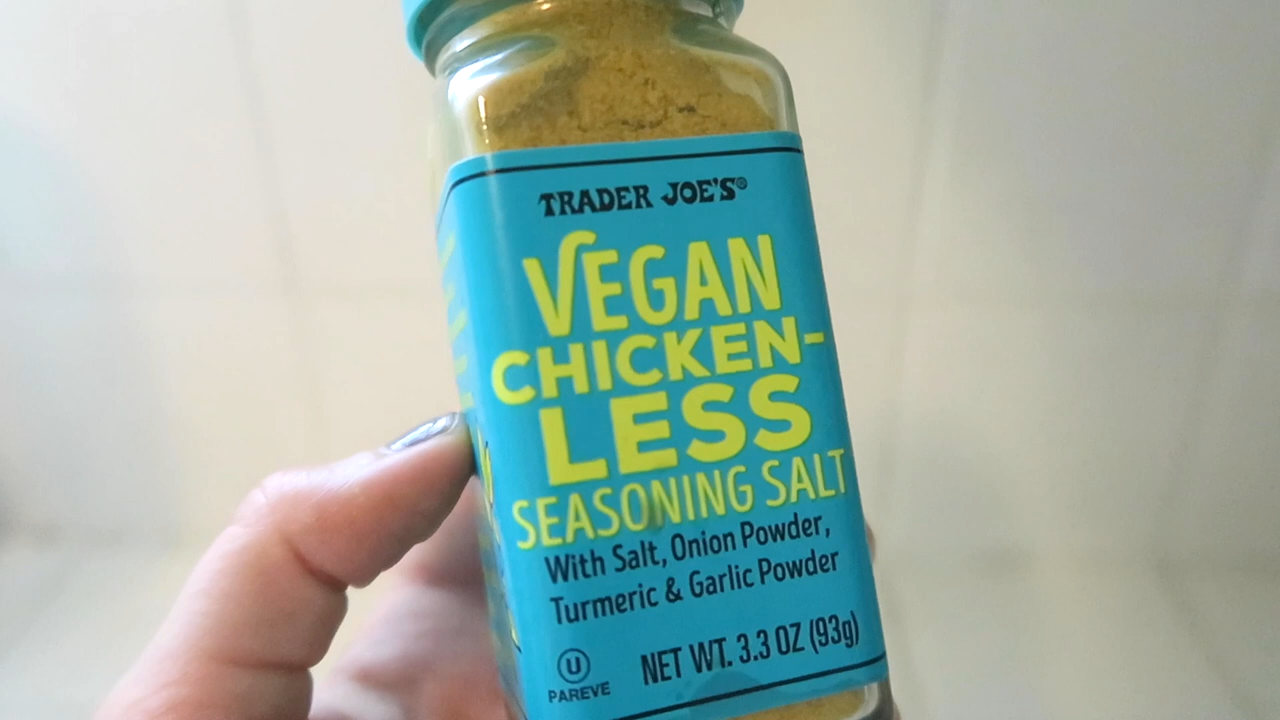 TRADER JOE'S®
VEGAN
CHICKEN-
LESS
SEASONING SALT
With Salt, Onion Powder,
Turmeric & Garlic Powder
U
PAREVE
NET WT. 3.3 OZ (93g)